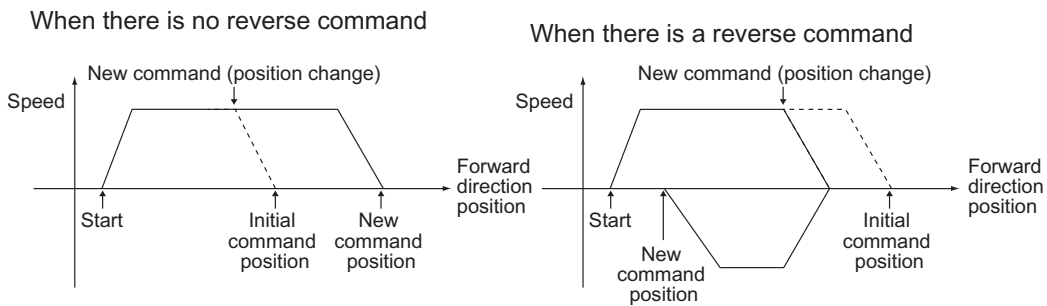 When there is no reverse command
New command (position change)
Speed
Forward
direction
position
Start
Initial
command
position
New
command
position
When there is a reverse command
New command (position change)
Speed
Forward
direction
position
Start
New
command
position
Initial
command
position